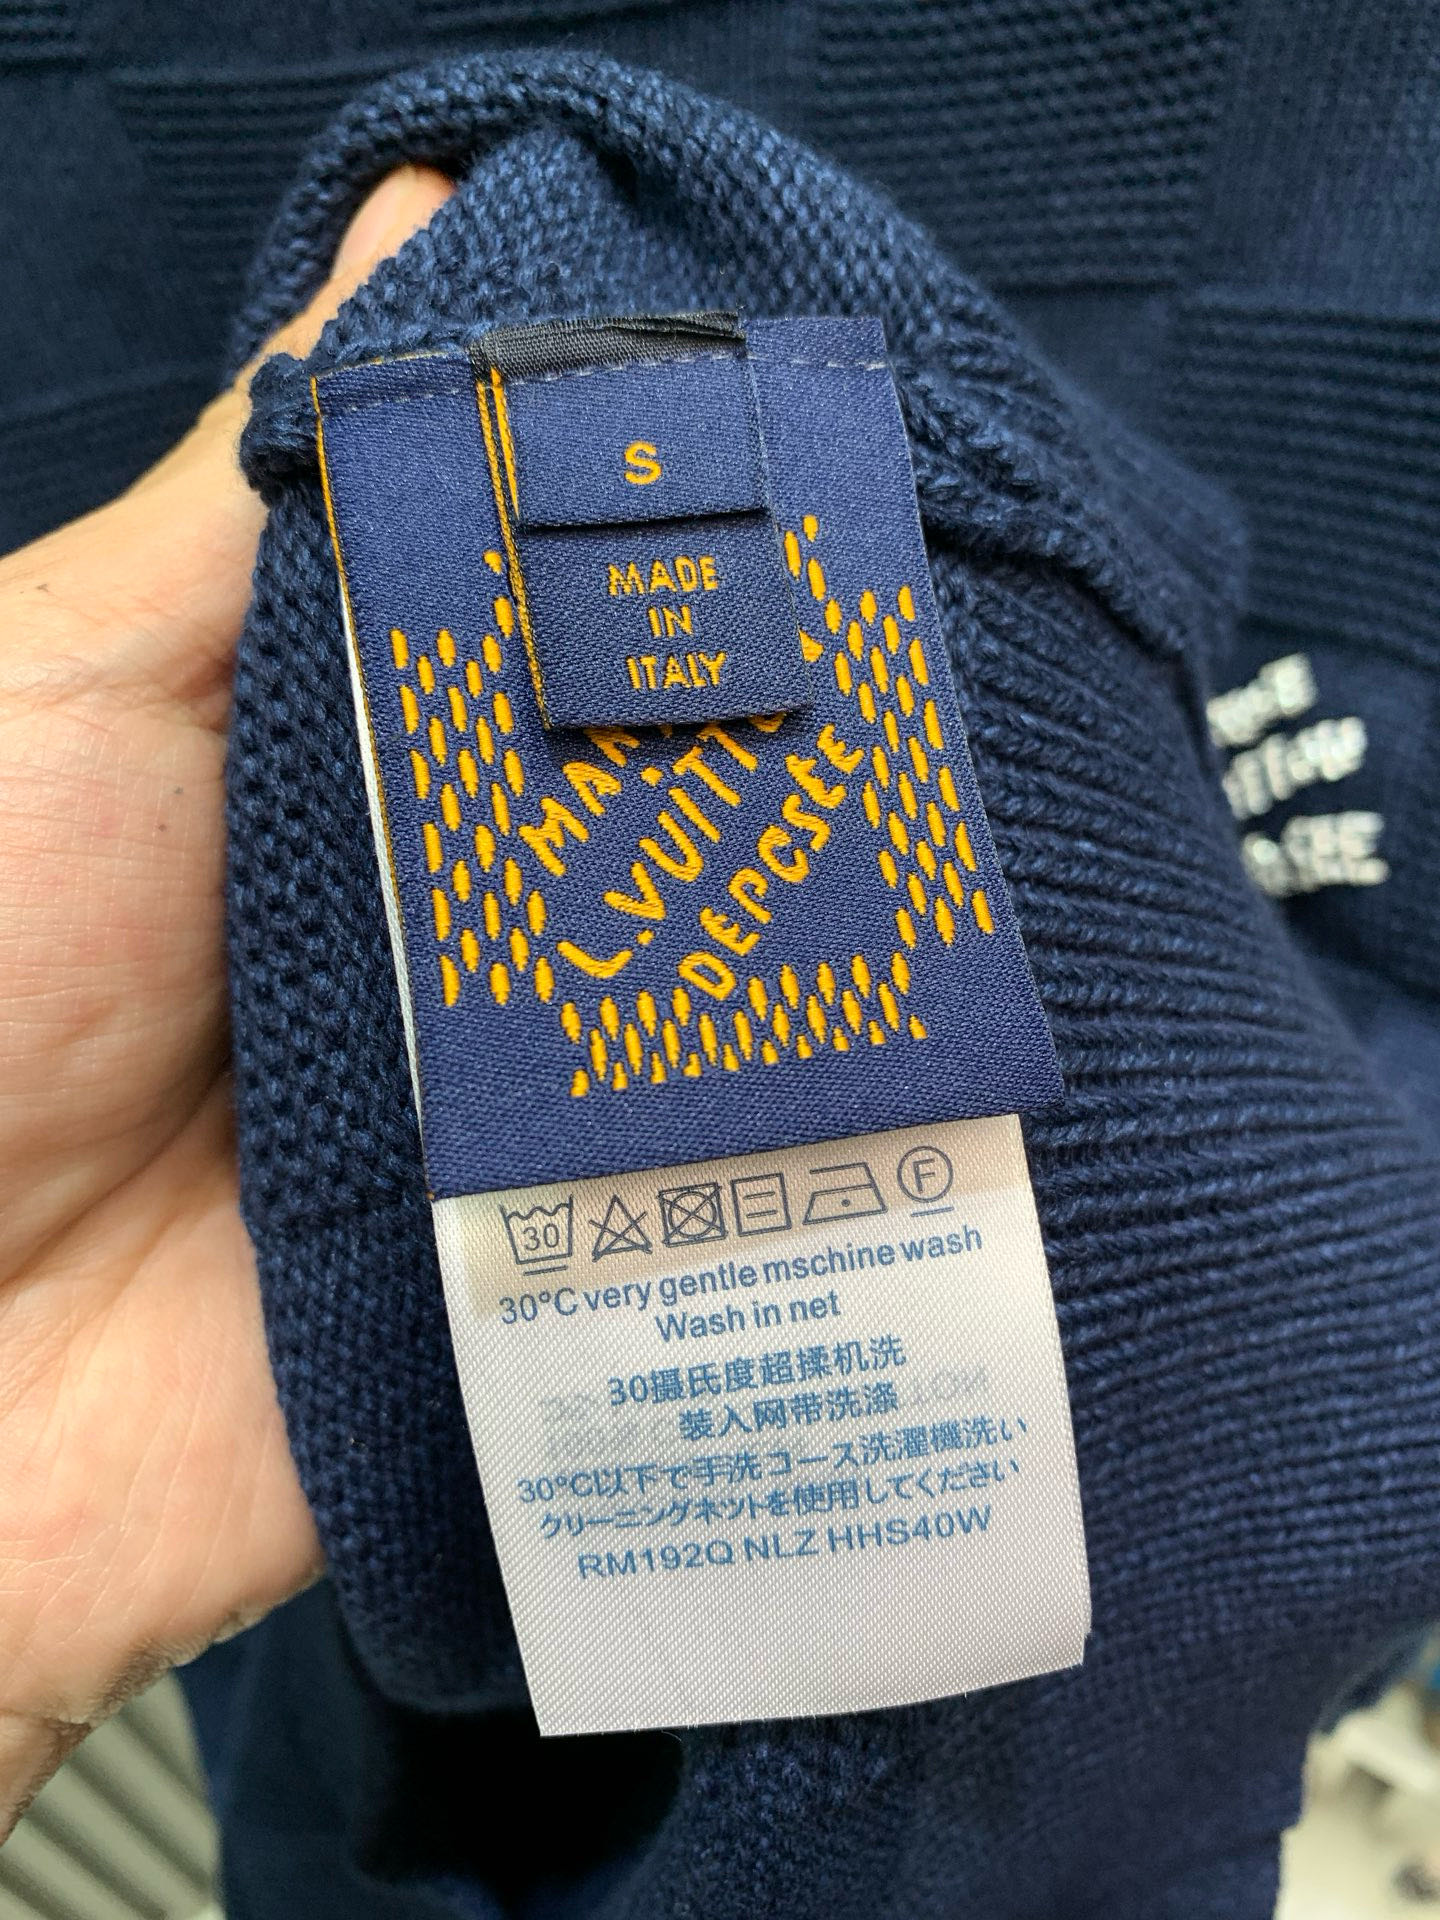 S
MADE
IN
ITALY
L.VUITTO
DEPCStE
30
F
30°C very gentle mschine wash
Wash in net
30摄氏度超揉机洗
装入网带洗涤
30°C以下で手洗コース洗濯機洗い
クリーニングネットを使用してください
RM192Q NLZ HHS40W